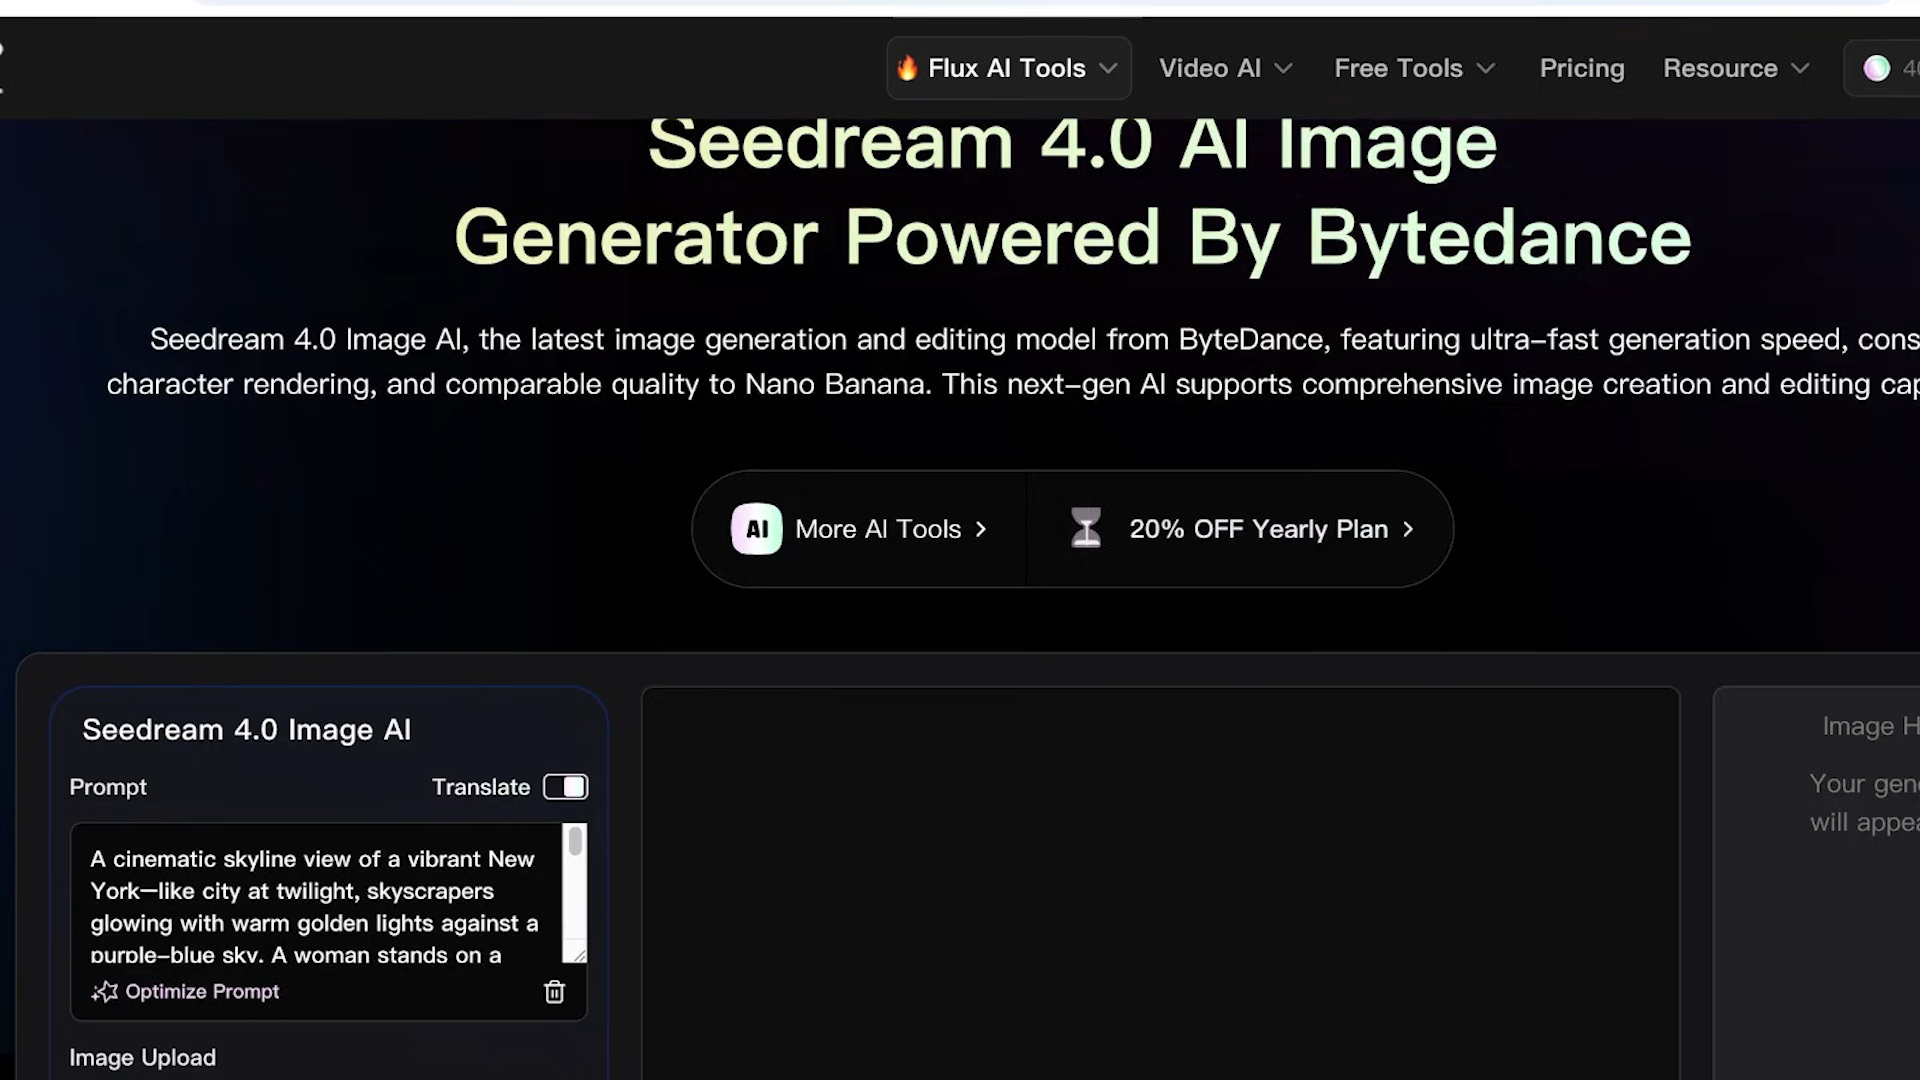 🔥 Flux AI Tools
Video AI
Free Tools
Pricing
Resource
Seedream 4.0 AI Image
Generator Powered By Bytedance
Seedream 4.0 Image AI, the latest image generation and editing model from ByteDance, featuring ultra-fast generation speed,
character rendering, and comparable quality to Nano Banana. This next-gen AI supports comprehensive image creation and editing
AI More AI Tools >
20% OFF Yearly Plan >
Seedream 4.0 Image AI
Prompt
Translate
A cinematic skyline view of a vibrant New
York-like city at twilight, skyscrapers
glowing with warm golden lights against a
purple-blue sky. A woman stands on a
Optimize Prompt
Image Upload
Image
Your
will